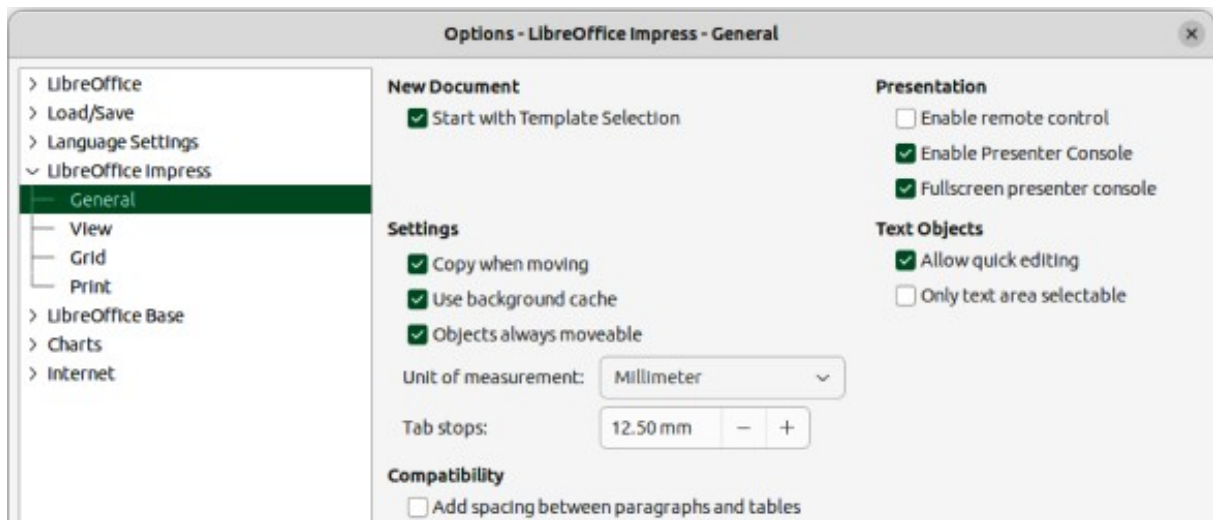 Options - LibreOffice Impress - General
LibreOffice
Load/Save
Language Settings
LibreOffice Impress
General
View
Grid
Print
LibreOffice Base
Charts
Internet
New Document
Start with Template Selection
Presentation
Enable remote control
Enable Presenter Console
Fullscreen presenter console
Settings
Copy when moving
Use background cache
Objects always moveable
Unit of measurement: Millimeter
Tab stops: 12.50 mm − +
Text Objects
Allow quick editing
Only text area selectable
Compatibility
Add spacing between paragraphs and tables